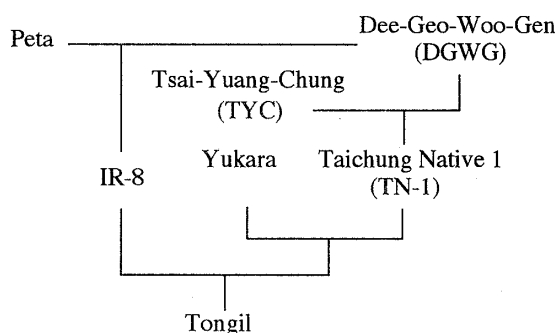 Peta
Dee-Geo-Woo-Gen
(DGWG)
Tsai-Yuang-Chung
(TYC)
IR-8
Yukara
Taichung Native 1
(TN-1)
Tongil